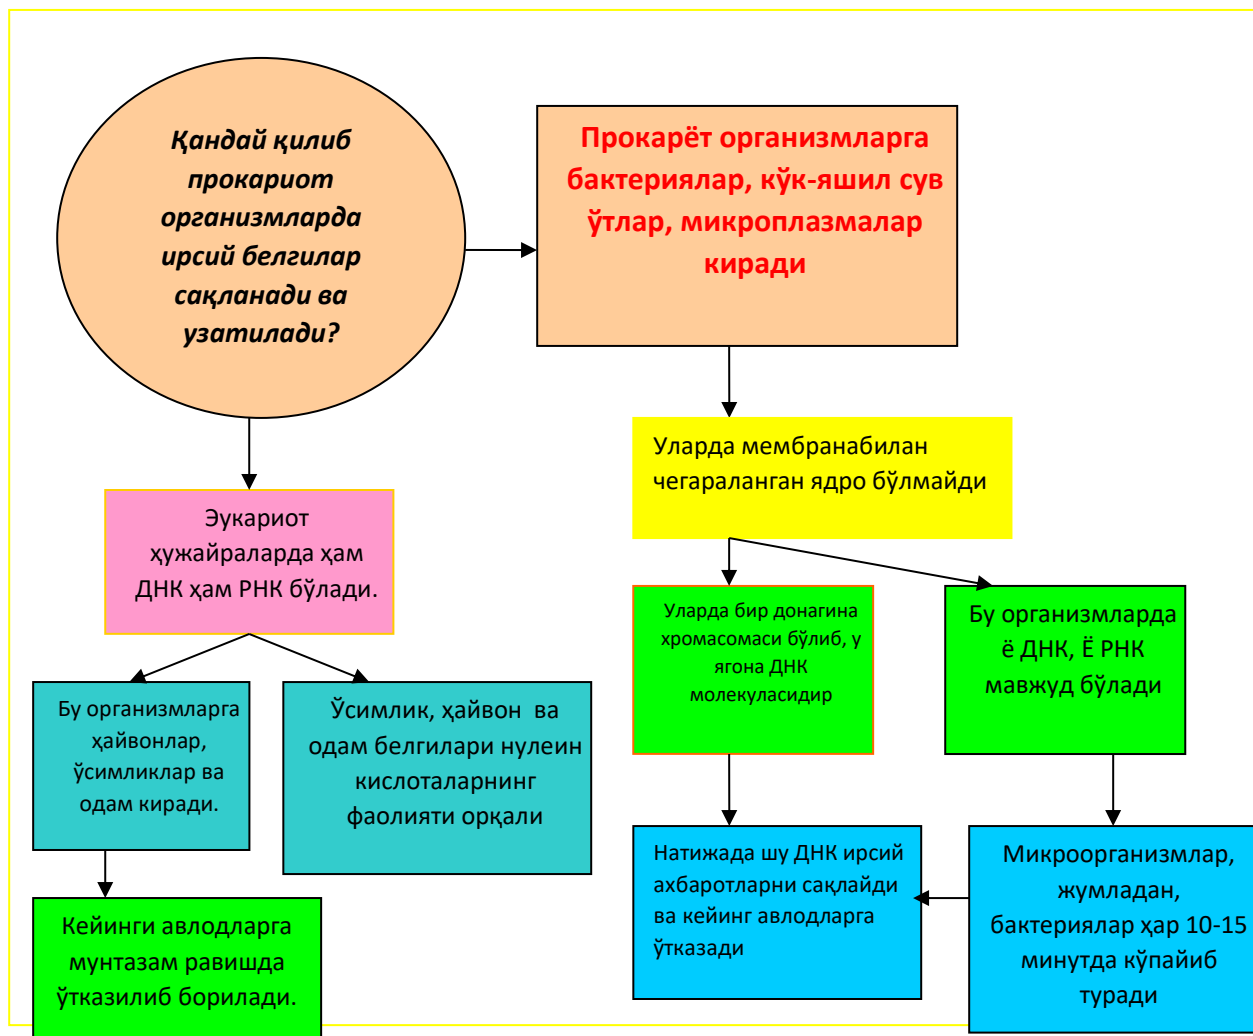 Қандай қилиб
прокариот
организмларда
ирсий белгилар
сақланади ва
узатилади?
Прокарёт организмларга
бактериялар, кўк-яшил сув
ўтлар, микроплазмалар
киради
Уларда мембранабилан
чегараланган ядро бўлмайди
Эукариот
ҳужайраларда ҳам
ДНК ҳам РНК бўлади.
Уларда бир донагина
хромасомаси бўлиб, у
ягона ДНК
молекуласидир
Бу организмларда
ё ДНК, Ё РНК
мавжуд бўлади
Бу организмларга
ҳайвонлар,
ўсимликлар ва
одам киради.
Ўсимлик, ҳайвон ва
одам белгилари нулеин
кислоталарнинг
фаолияти орқали
Натижада шу ДНК ирсий
ахбаротларни сақлайди
ва кейинг авлодларга
ўтказади
Микроорганизмлар,
жумладан,
бактериялар ҳар 10-15
минутда кўпайиб
туради
Кейинги авлодларга
мунтазам равишда
ўтказилиб борилади.